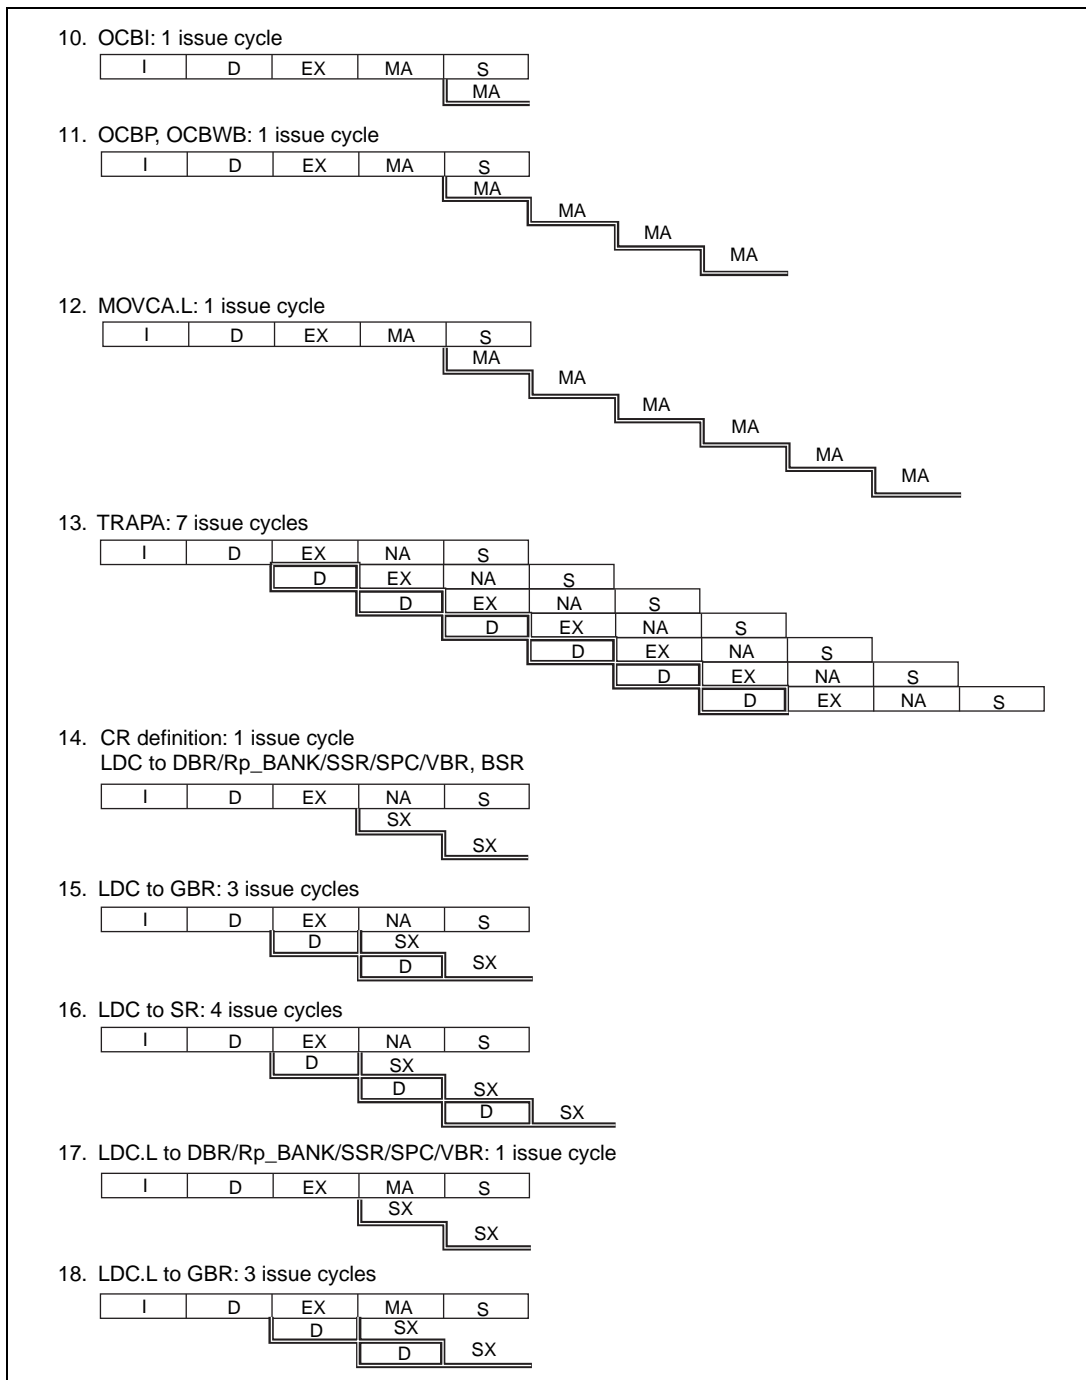 10. OCBI: 1 issue cycle
I D EX MA S
MA
11. OCBP, OCBWB: 1 issue cycle
I D EX MA S
MA
MA
MA
MA
12. MOVCA.L: 1 issue cycle
I D EX MA S
MA
MA
MA
MA
MA
MA
13. TRAPA: 7 issue cycles
I D EX NA S
D EX NA S
D EX NA S
D EX NA S
D EX NA S
D EX NA S
D EX NA S
14. CR definition: 1 issue cycle
LDC to DBR/Rp_BANK/SSR/SPC/VBR, BSR
I D EX NA S
SX
SX
15. LDC to GBR: 3 issue cycles
I D EX NA S
D SX
D SX
16. LDC to SR: 4 issue cycles
I D EX NA S
D SX
D SX
D SX
17. LDC.L to DBR/Rp_BANK/SSR/SPC/VBR: 1 issue cycle
I D EX MA S
SX
SX
18. LDC.L to GBR: 3 issue cycles
I D EX MA S
D SX
D SX